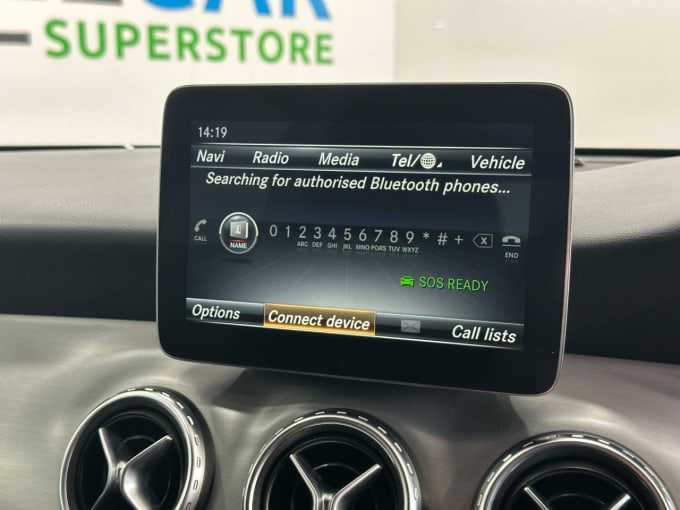 CAR
SUPERSTORE
14:19
Navi Radio Media Tel/ Vehicle
Searching for authorised Bluetooth phones...
CALL NAME 0 1 2 3 4 5 6 7 8 9 * # + X END
ABC DEF GHI JKL MNO PQRS TUV WXYZ
SOS READY
Options Connect device Call lists